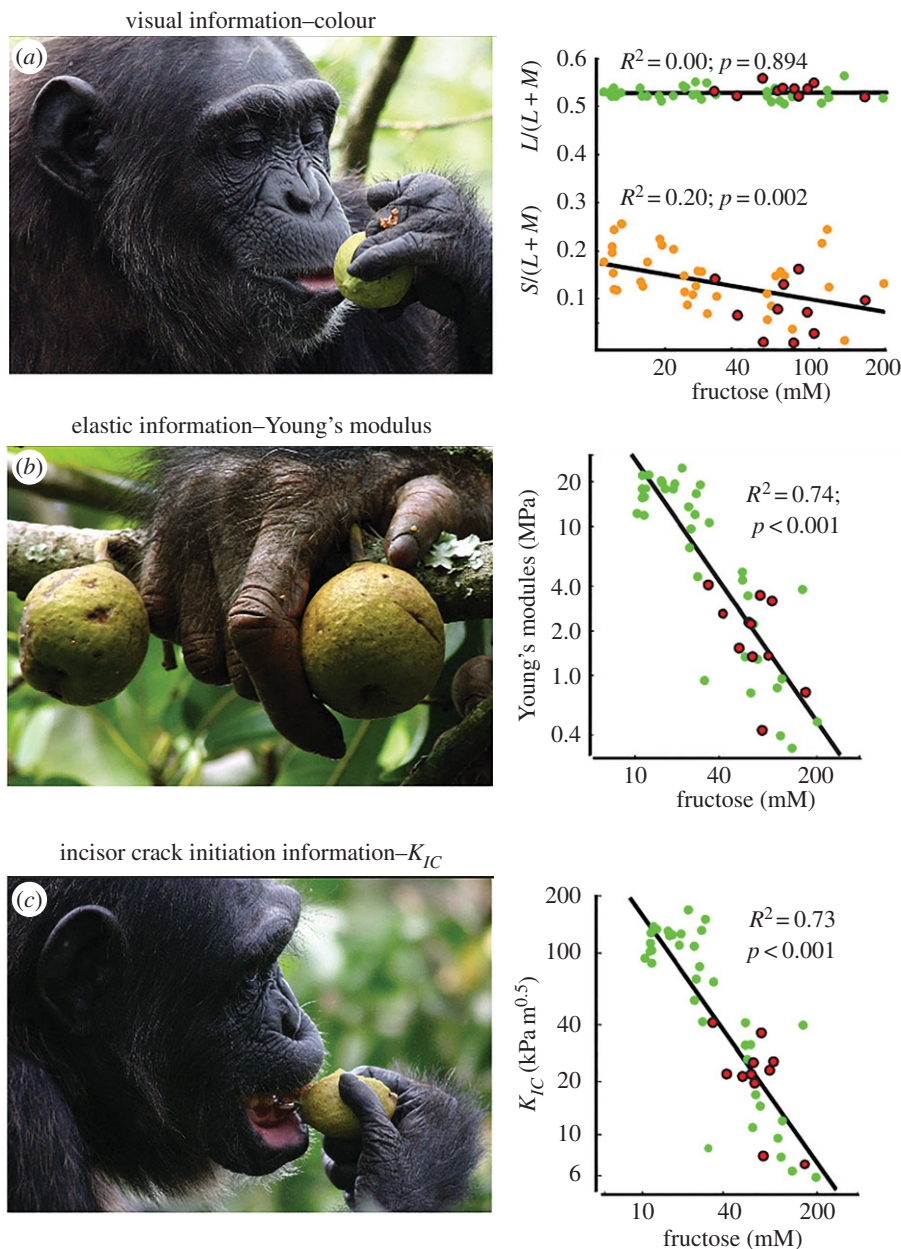 visual information–colour
(a)
R² = 0.00; p = 0.894
0.6
0.5
0.4
L/(L + M)
R² = 0.20; p = 0.002
0.3
0.2
0.1
S/(L + M)
20 40 100 200
fructose (mM)
elastic information–Young's modulus
(b)
R² = 0.74;
p < 0.001
20
10
4.0
2.0
1.0
0.4
Young's modules (MPa)
10 40 200
fructose (mM)
incisor crack initiation information–K_IC
(c)
R² = 0.73
p < 0.001
200
100
40
20
10
6
K_IC (kPa m^0.5)
10 40 200
fructose (mM)